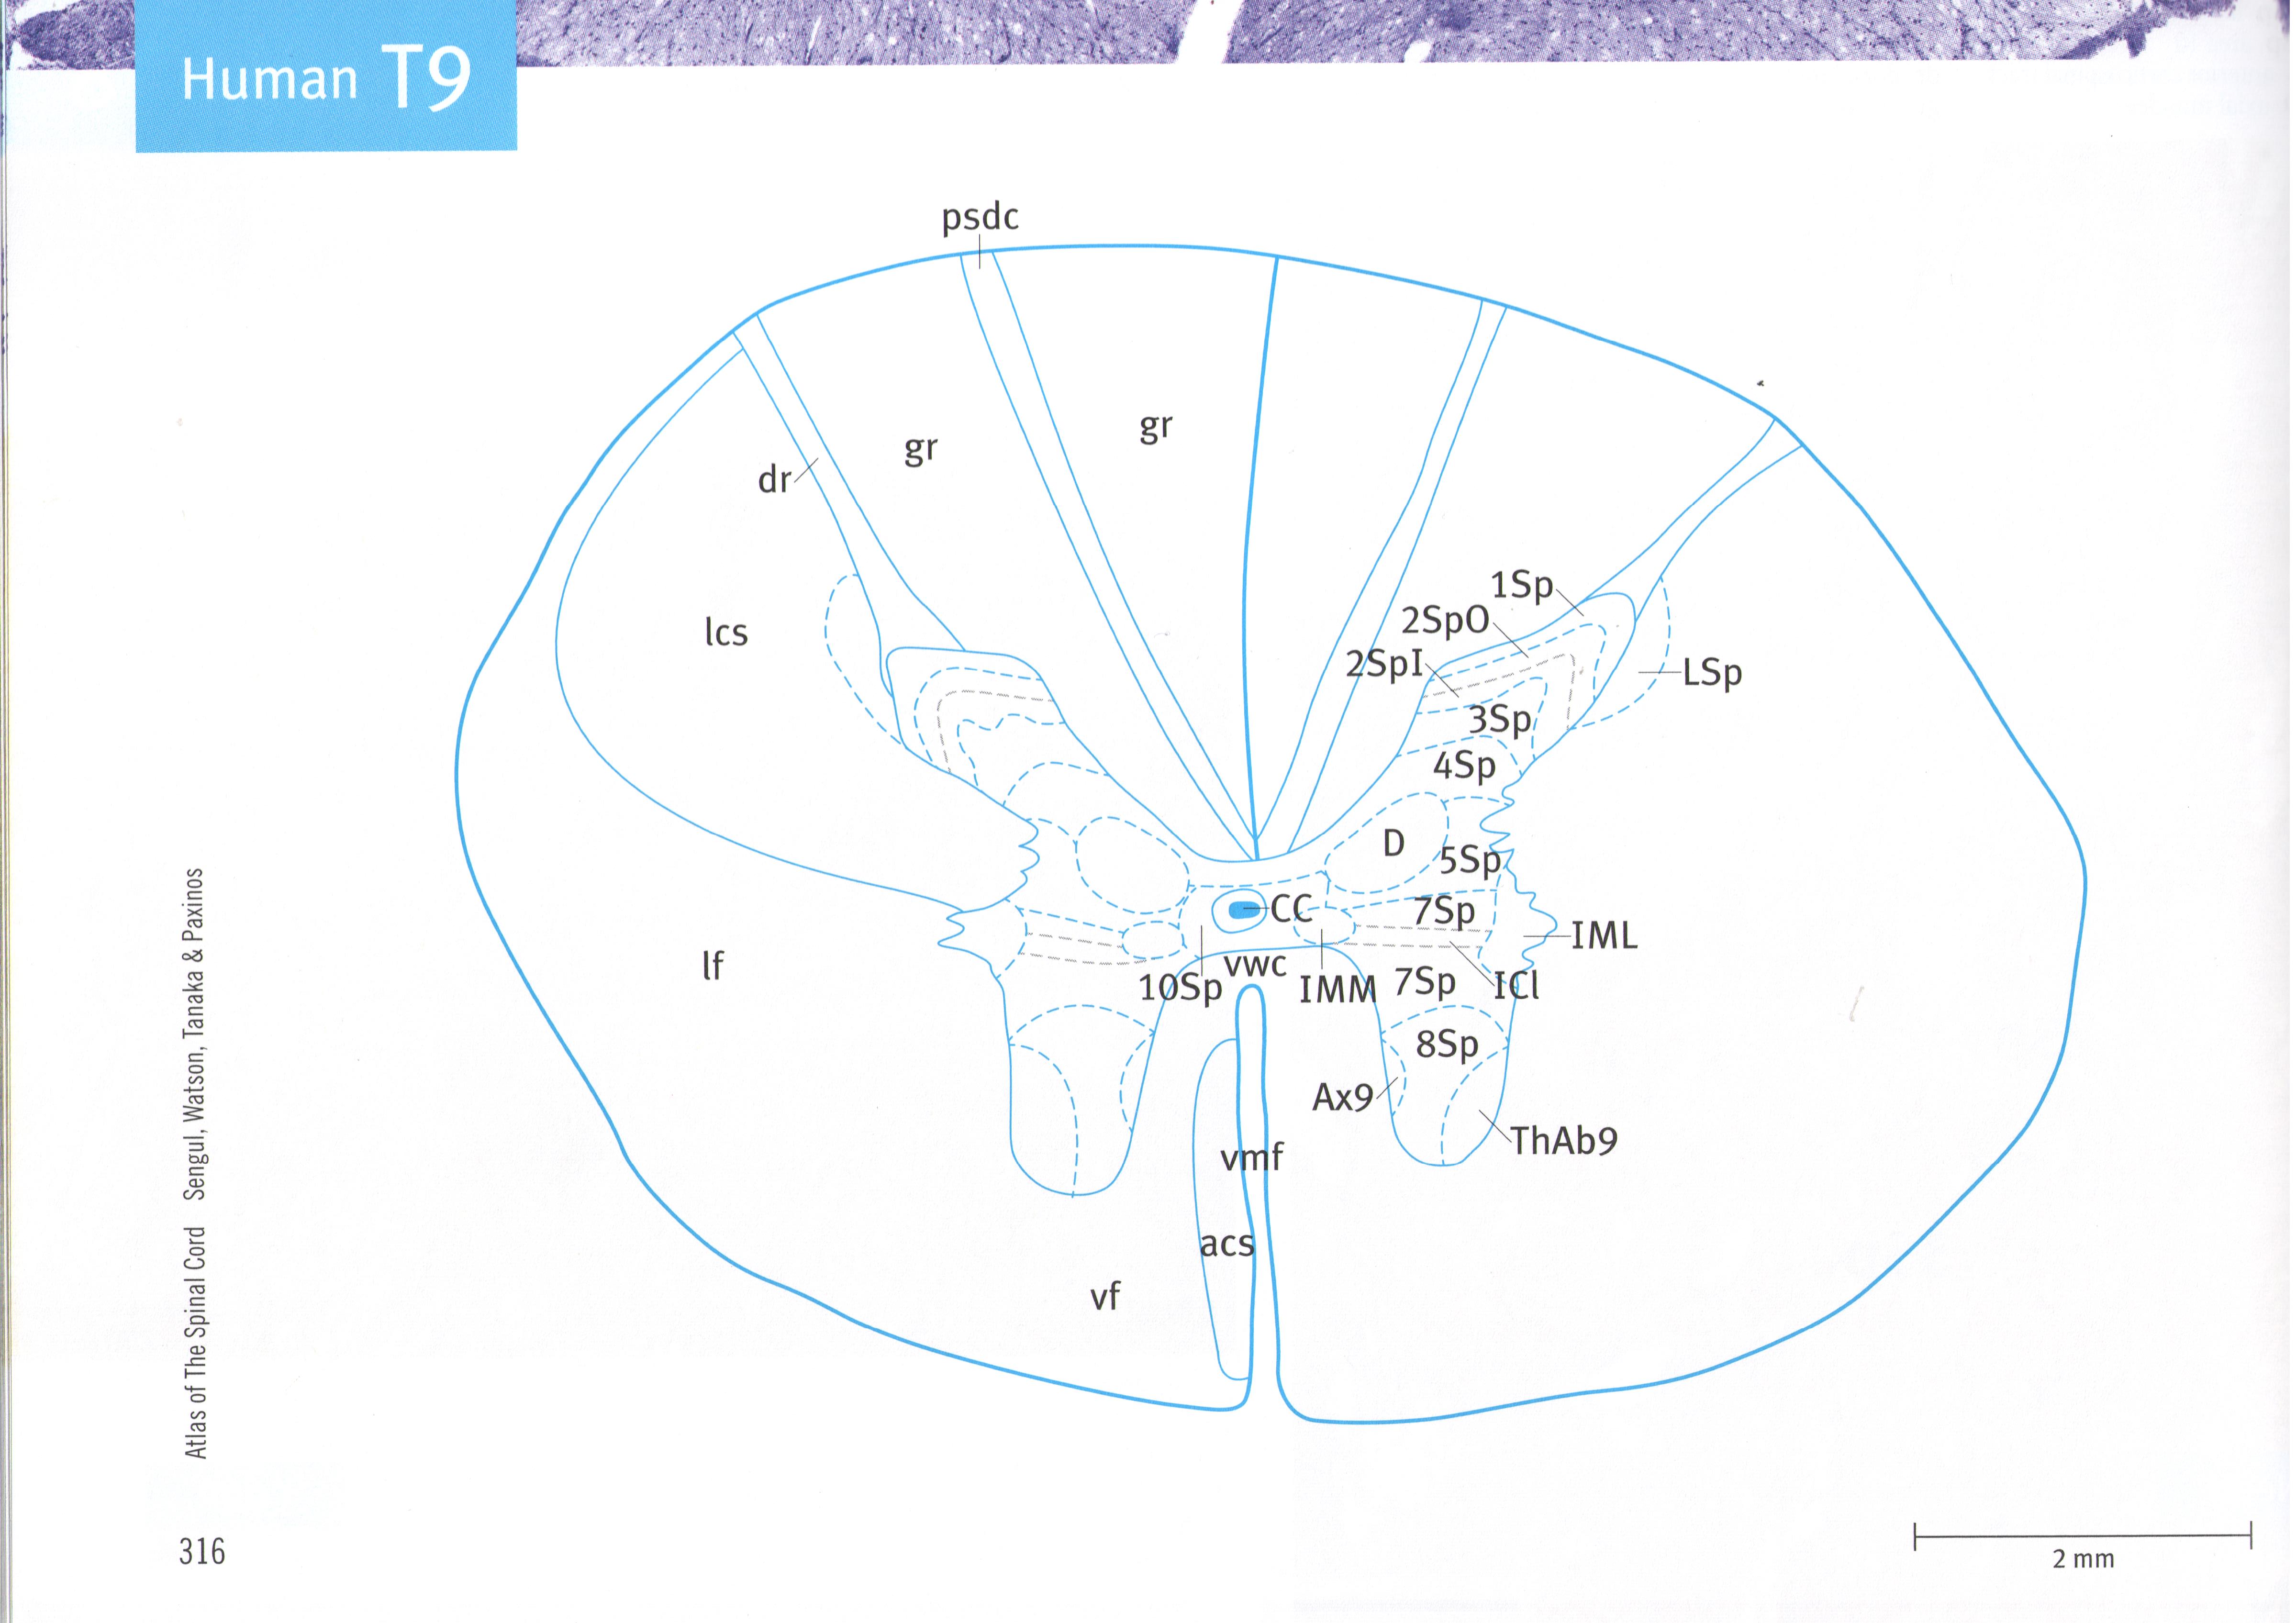 Human T9
psdc
gr
gr
dr
1Sp
2SpO
lcs
2SpI
LSp
3Sp
4Sp
D
5Sp
CC
7Sp
IML
lf
vwc
10Sp
IMM
7Sp
ICl
8Sp
Ax9
ThAb9
vmf
acs
vf
Atlas of The Spinal Cord Sengul, Watson, Tanaka & Paxinos
316
2 mm